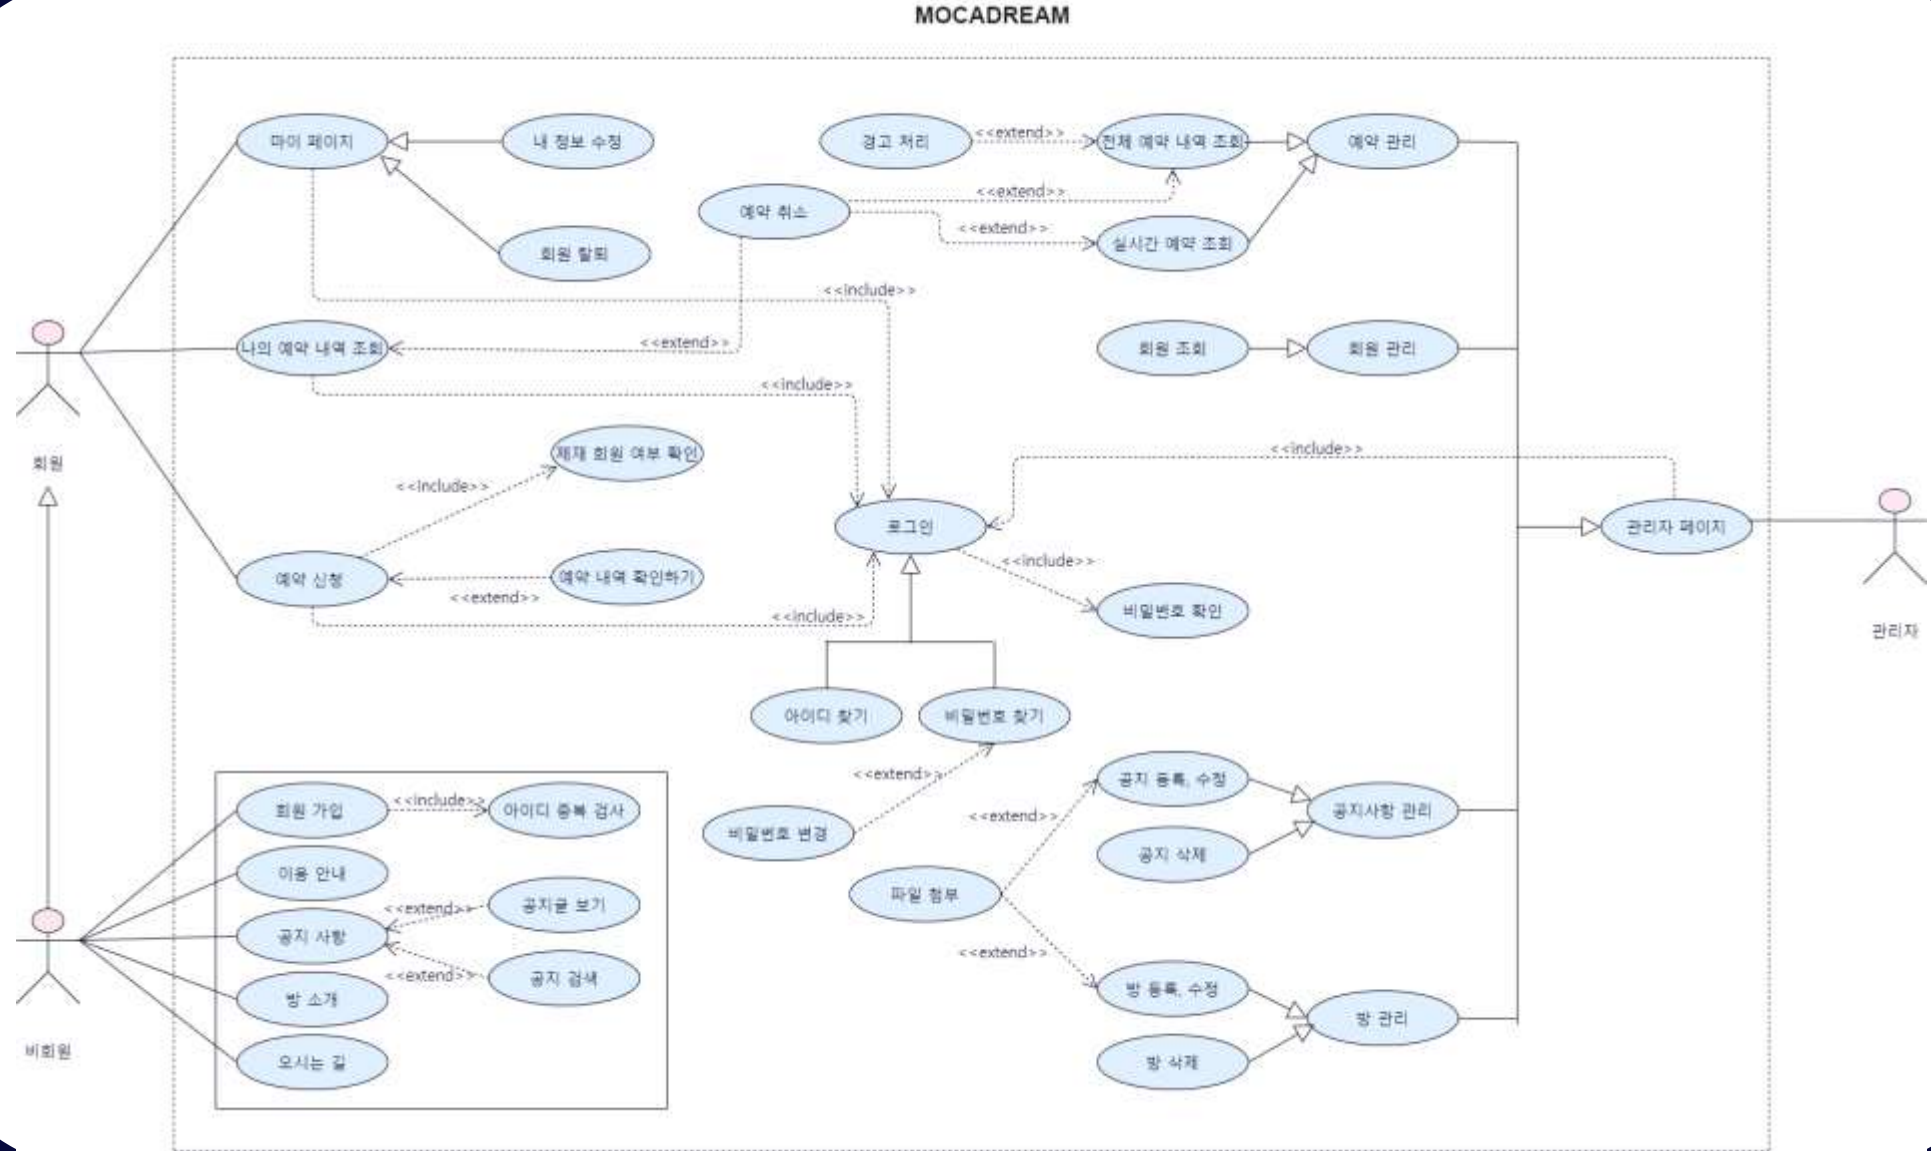 MOCADREAM
마이 페이지
내 정보 수정
경고 처리
<<extend>>
전체 예약 내역 조회
예약 관리
<<extend>>
예약 취소
<<extend>>
실시간 예약 조회
회원 탈퇴
<<include>>
나의 예약 내역 조회
<<extend>>
회원 조회
회원 관리
<<include>>
회원
제재 회원 여부 확인
<<include>>
<<include>>
로그인
관리자 페이지
예약 신청
예약 내역 확인하기
<<extend>>
<<include>>
<<include>>
비밀번호 확인
관리자
아이디 찾기
비밀번호 찾기
<<extend>>
비밀번호 변경
회원 가입
<<include>>
아이디 중복 검사
이용 안내
공지 사항
<<extend>>
공지글 보기
<<extend>>
공지 검색
방 소개
오시는 길
비회원
공지 등록, 수정
<<extend>>
공지사항 관리
공지 삭제
파일 첨부
<<extend>>
방 등록, 수정
방 관리
방 삭제